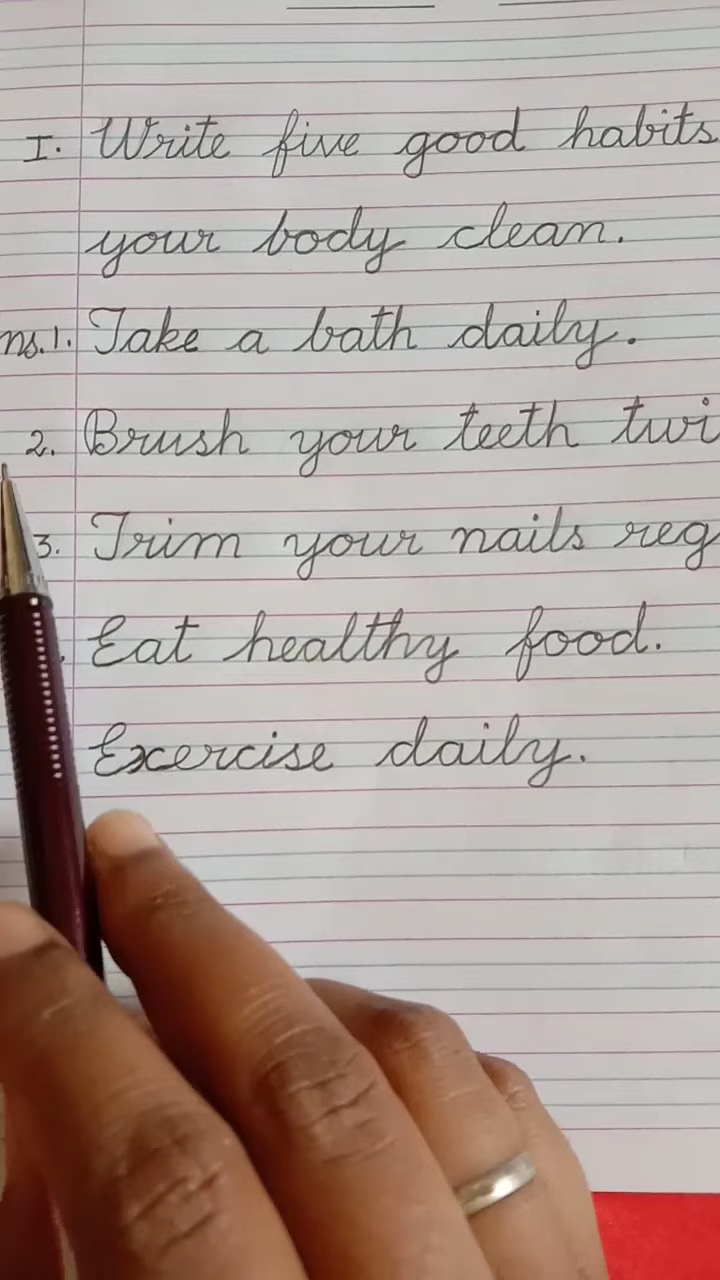 I. Write five good habits
your body clean.
ns.1. Take a bath daily.
2. Brush your teeth twi
3. Trim your nails reg
. Eat healthy food.
Exercise daily.